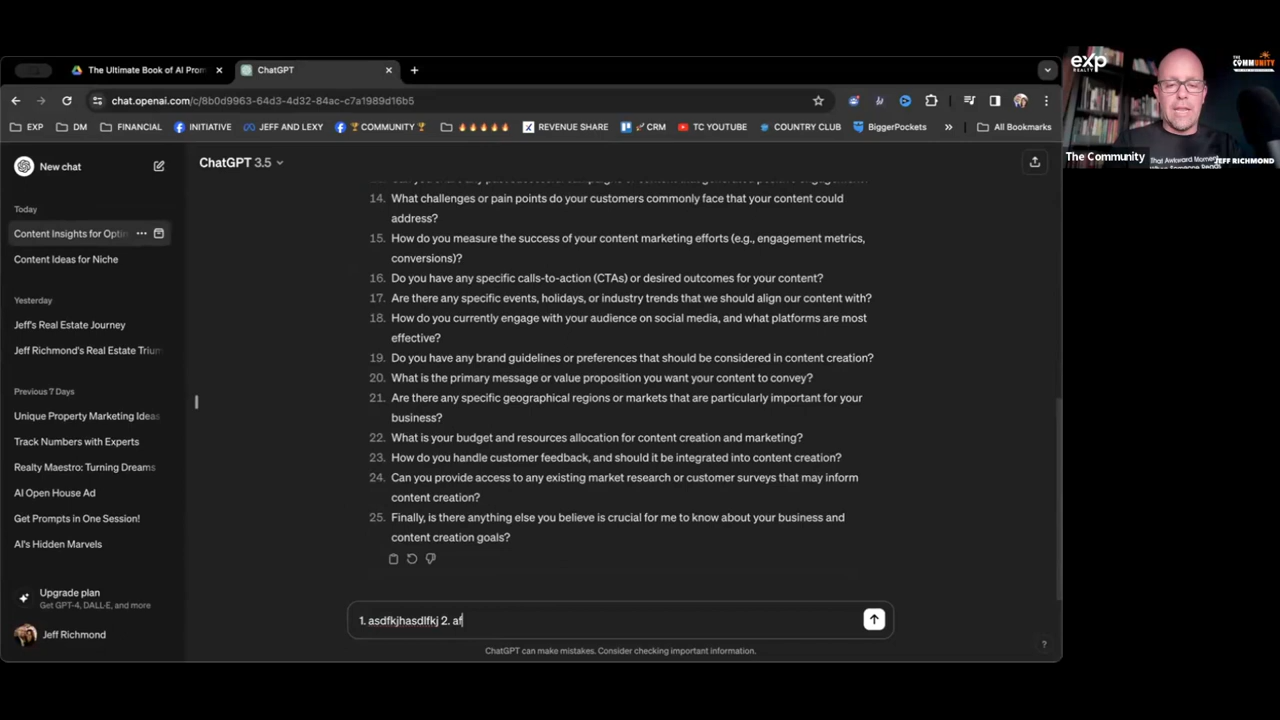 The Ultimate Book of AI Prom
ChatGPT
chat.openai.com/c/8b0d9963-64d3-4d32-84ac-c7a1989d16b5
EXP
DM
FINANCIAL
INITIATIVE
JEFF AND LEXY
COMMUNITY
REVENUE SHARE
CRM
TC YOUTUBE
COUNTRY CLUB
BiggerPockets
»
All Bookmarks
New chat
Today
Content Insights for Optin
Content Ideas for Niche
Yesterday
Jeff's Real Estate Journey
Jeff Richmond's Real Estate Trium
Previous 7 Days
Unique Property Marketing Ideas
Track Numbers with Experts
Realty Maestro: Turning Dreams
AI Open House Ad
Get Prompts in One Session!
AI's Hidden Marvels
Upgrade plan
Get GPT-4, DALL·E, and more
Jeff Richmond
ChatGPT 3.5
14. What challenges or pain points do your customers commonly face that your content could
address?
15. How do you measure the success of your content marketing efforts (e.g., engagement metrics,
conversions)?
16. Do you have any specific calls-to-action (CTAs) or desired outcomes for your content?
17. Are there any specific events, holidays, or industry trends that we should align our content with?
18. How do you currently engage with your audience on social media, and what platforms are most
effective?
19. Do you have any brand guidelines or preferences that should be considered in content creation?
20. What is the primary message or value proposition you want your content to convey?
21. Are there any specific geographical regions or markets that are particularly important for your
business?
22. What is your budget and resources allocation for content creation and marketing?
23. How do you handle customer feedback, and should it be integrated into content creation?
24. Can you provide access to any existing market research or customer surveys that may inform
content creation?
25. Finally, is there anything else you believe is crucial for me to know about your business and
content creation goals?
1. asdfkjhasdlfkj 2. af
ChatGPT can make mistakes. Consider checking important information.
?
exp
REALTY
THE
COMMUNITY
The Community
That Awkward Moment
When Someone Reads
JEFF RICHMOND